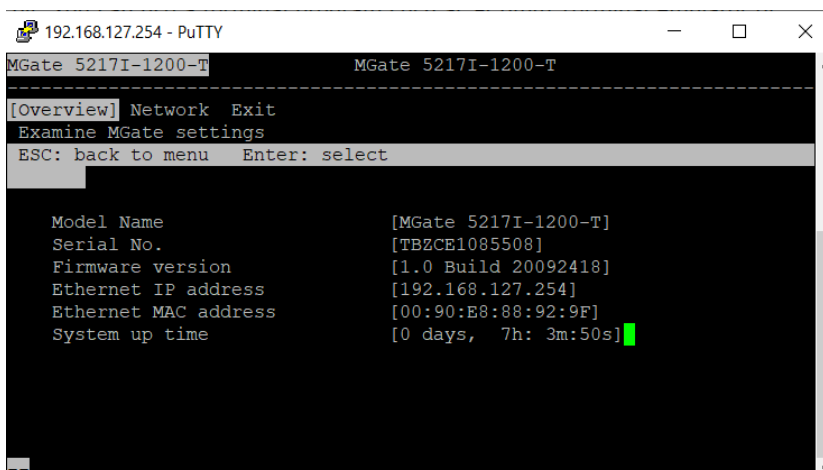 192.168.127.254 - PuTTY
MGate 5217I-1200-T MGate 5217I-1200-T
[Overview] Network Exit
Examine MGate settings
ESC: back to menu Enter: select
Model Name [MGate 5217I-1200-T]
Serial No. [TBZCE1085508]
Firmware version [1.0 Build 20092418]
Ethernet IP address [192.168.127.254]
Ethernet MAC address [00:90:E8:88:92:9F]
System up time [0 days, 7h: 3m:50s]